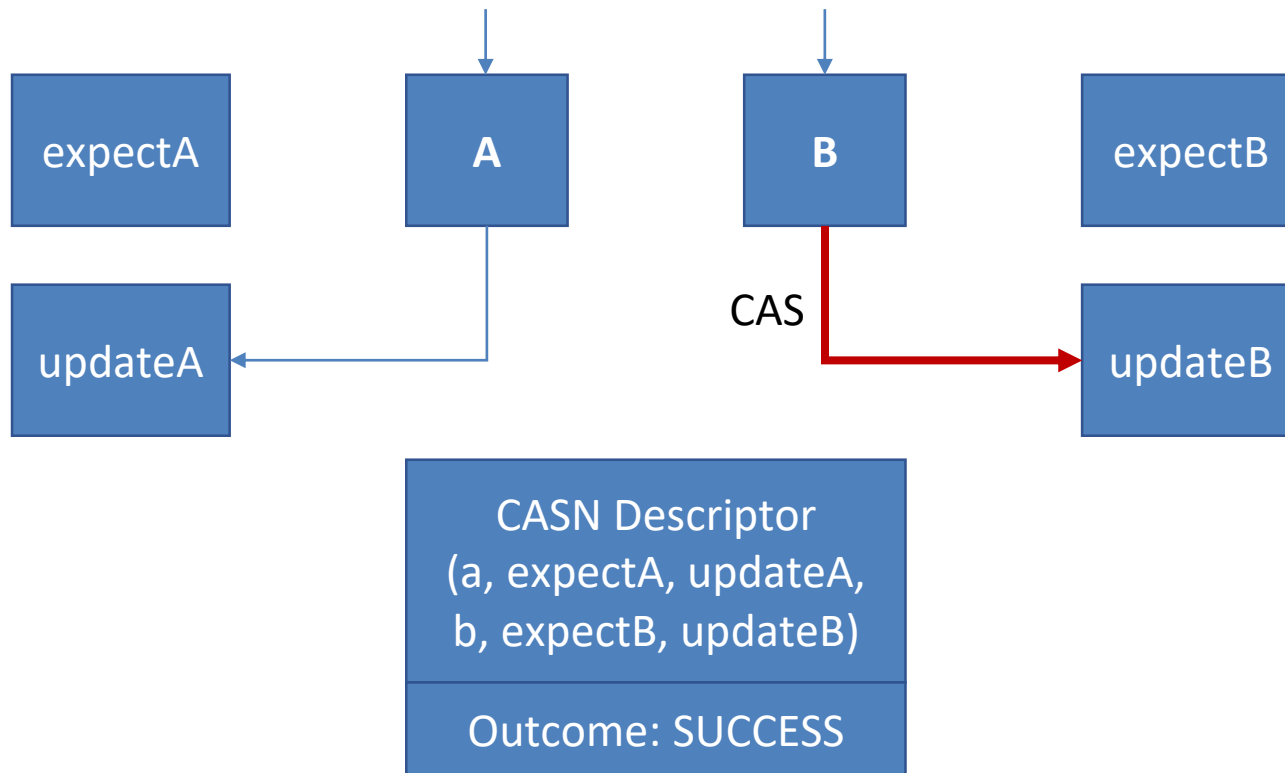 expectA
A
B
expectB
updateA
CAS
updateB
CASN Descriptor
(a, expectA, updateA,
b, expectB, updateB)
Outcome: SUCCESS